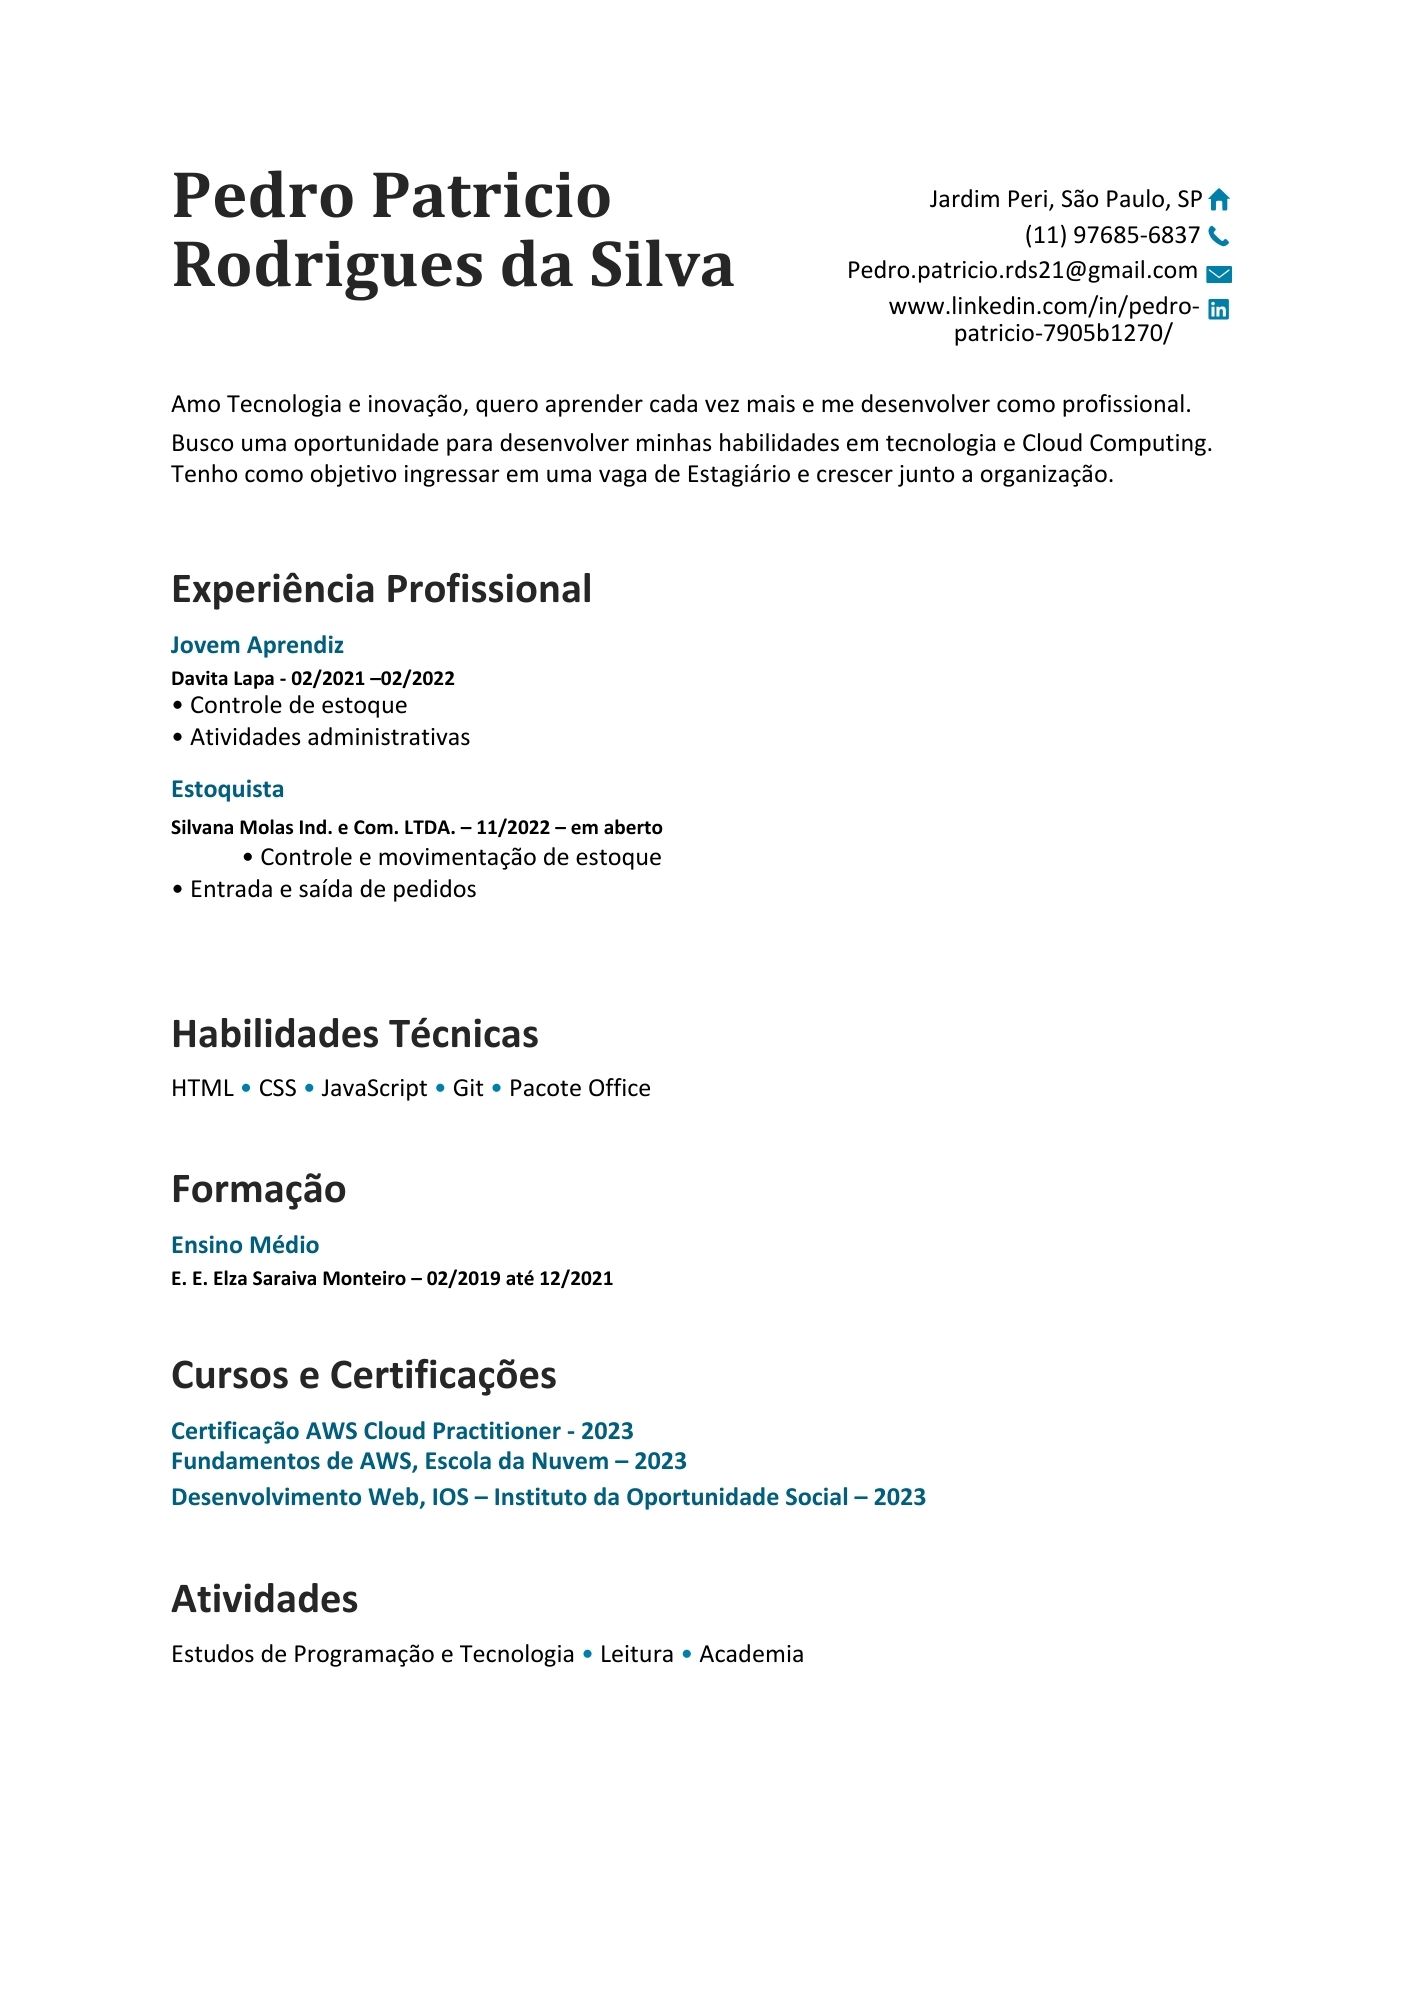 Pedro Patricio
Rodrigues da Silva
Jardim Peri, São Paulo, SP
(11) 97685-6837
Pedro.patricio.rds21@gmail.com
www.linkedin.com/in/pedro-
patricio-7905b1270/
Amo Tecnologia e inovação, quero aprender cada vez mais e me desenvolver como profissional.
Busco uma oportunidade para desenvolver minhas habilidades em tecnologia e Cloud Computing.
Tenho como objetivo ingressar em uma vaga de Estagiário e crescer junto a organização.
Experiência Profissional
Jovem Aprendiz
Davita Lapa - 02/2021 –02/2022
• Controle de estoque
• Atividades administrativas
Estoquista
Silvana Molas Ind. e Com. LTDA. – 11/2022 – em aberto
• Controle e movimentação de estoque
• Entrada e saída de pedidos
Habilidades Técnicas
HTML • CSS • JavaScript • Git • Pacote Office
Formação
Ensino Médio
E. E. Elza Saraiva Monteiro – 02/2019 até 12/2021
Cursos e Certificações
Certificação AWS Cloud Practitioner - 2023
Fundamentos de AWS, Escola da Nuvem – 2023
Desenvolvimento Web, IOS – Instituto da Oportunidade Social – 2023
Atividades
Estudos de Programação e Tecnologia • Leitura • Academia